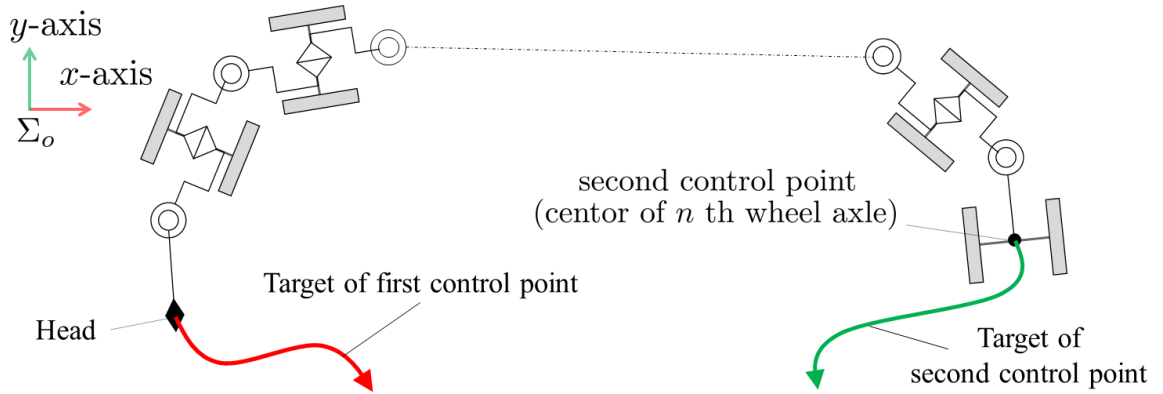 y-axis
x-axis
Σₒ
second control point
(centor of n th wheel axle)
Target of first control point
Head
Target of
second control point